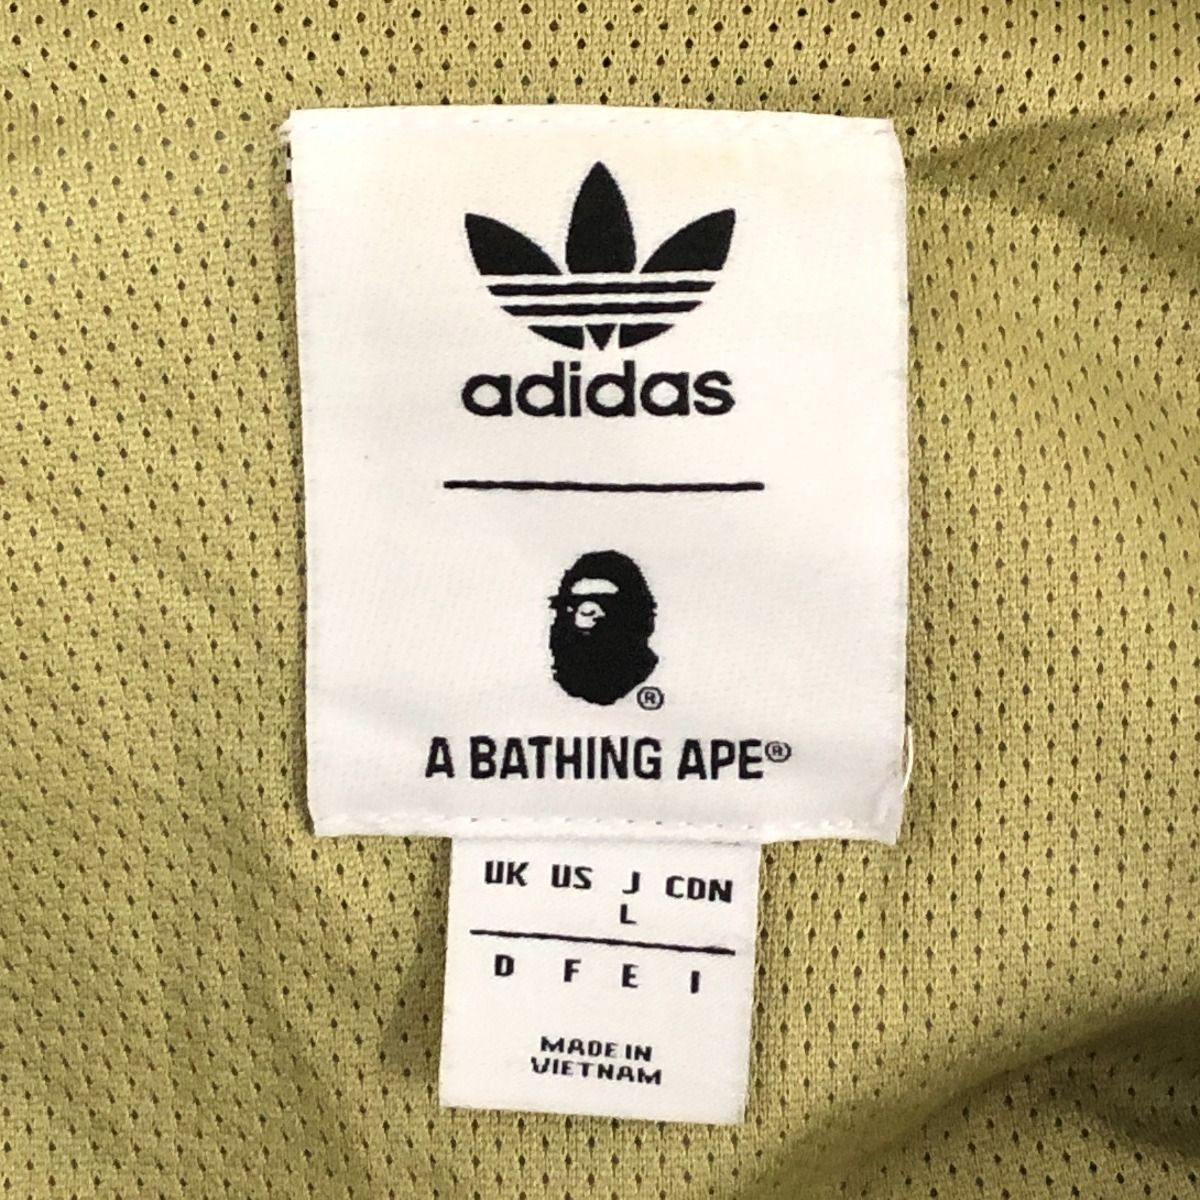 adidas
®
A BATHING APE®
UK US J CDN
L
D F E I
MADE IN
VIETNAM